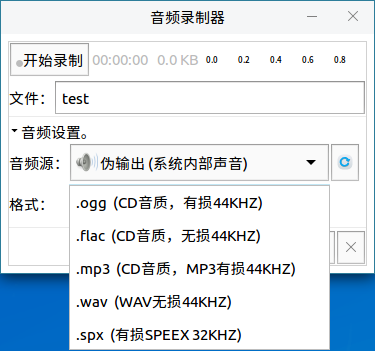 音频录制器
开始录制 00:00:00 0.0 KB 0.0 0.2 0.4 0.6 0.8
文件： test
音频设置。
音频源： 伪输出 (系统内部声音)
格式：
.ogg (CD音质，有损44KHZ)
.flac (CD音质，无损44KHZ)
.mp3 (CD音质，MP3有损44KHZ)
.wav (WAV无损44KHZ)
.spx (有损SPEEX 32KHZ)